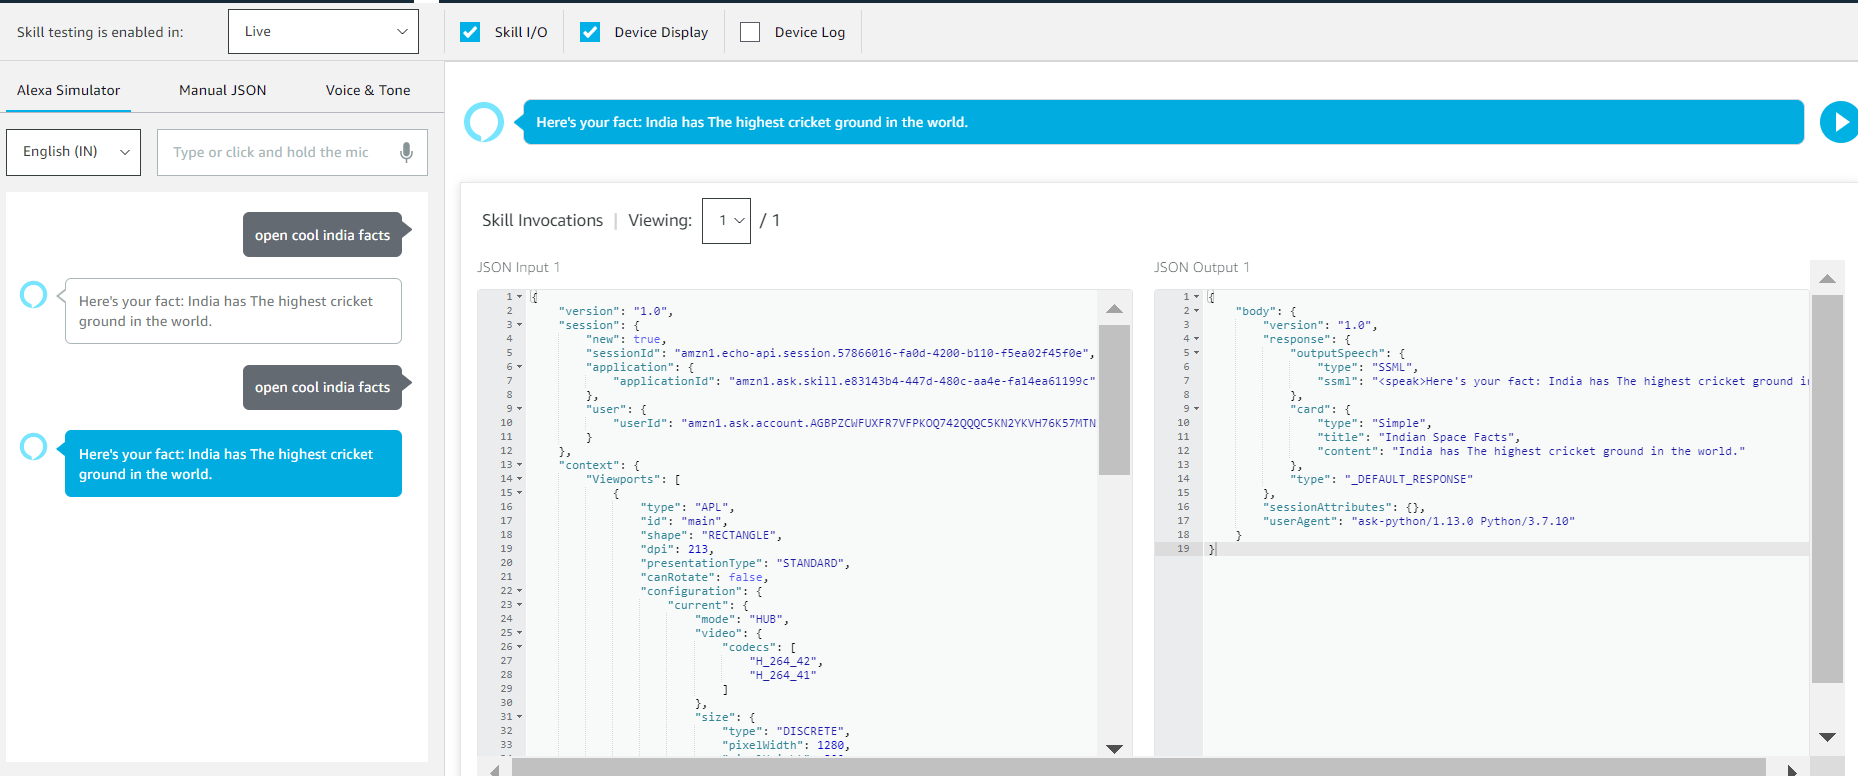 Skill testing is enabled in:
Live
Skill I/O
Device Display
Device Log
Alexa Simulator
Manual JSON
Voice & Tone
English (IN)
Type or click and hold the mic
open cool india facts
Here's your fact: India has The highest cricket
ground in the world.
open cool india facts
Here's your fact: India has The highest cricket
ground in the world.
Here's your fact: India has The highest cricket ground in the world.
Skill Invocations | Viewing: 1 / 1
JSON Input 1
1 {
2 "version": "1.0",
3 "session": {
4 "new": true,
5 "sessionId": "amzn1.echo-api.session.57866016-fa0d-4200-b110-f5ea02f45f0e",
6 "application": {
7 "applicationId": "amzn1.ask.skill.e83143b4-447d-480c-aa4e-fa14ea61199c"
8 },
9 "user": {
10 "userId": "amzn1.ask.account.AGBPZCWFUXFR7VFPKOQ742QQQC5KN2YKVH76K57MTN
11 }
12 },
13 "context": {
14 "Viewports": [
15 {
16 "type": "APL",
17 "id": "main",
18 "shape": "RECTANGLE",
19 "dpi": 213,
20 "presentationType": "STANDARD",
21 "canRotate": false,
22 "configuration": {
23 "current": {
24 "mode": "HUB",
25 "video": {
26 "codecs": [
27 "H_264_42",
28 "H_264_41"
29 ]
30 },
31 "size": {
32 "type": "DISCRETE",
33 "pixelWidth": 1280,
JSON Output 1
1 {
2 "body": {
3 "version": "1.0",
4 "response": {
5 "outputSpeech": {
6 "type": "SSML",
7 "ssml": "<speak>Here's your fact: India has The highest cricket ground i
8 },
9 "card": {
10 "type": "Simple",
11 "title": "Indian Space Facts",
12 "content": "India has The highest cricket ground in the world."
13 },
14 "type": "_DEFAULT_RESPONSE"
15 },
16 "sessionAttributes": {},
17 "userAgent": "ask-python/1.13.0 Python/3.7.10"
18 }
19 }